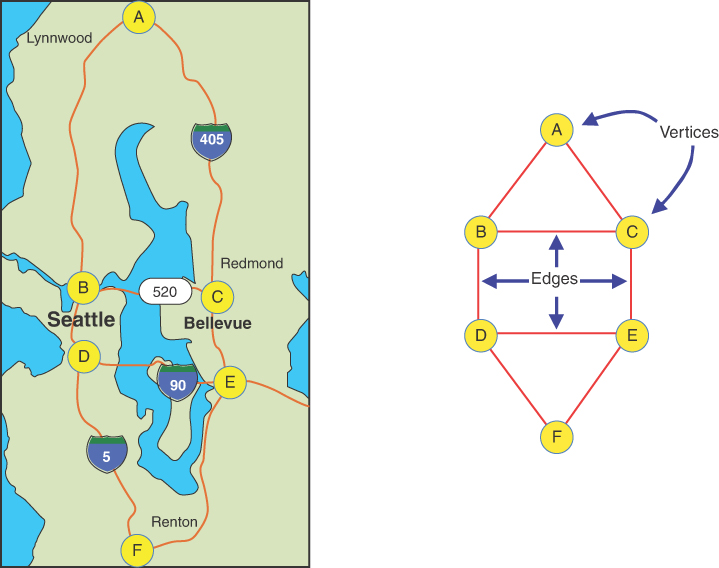 A
Lynnwood
405
Redmond
B
520
C
Seattle
Bellevue
D
90
E
5
Renton
F
A
Vertices
B
C
Edges
D
E
F